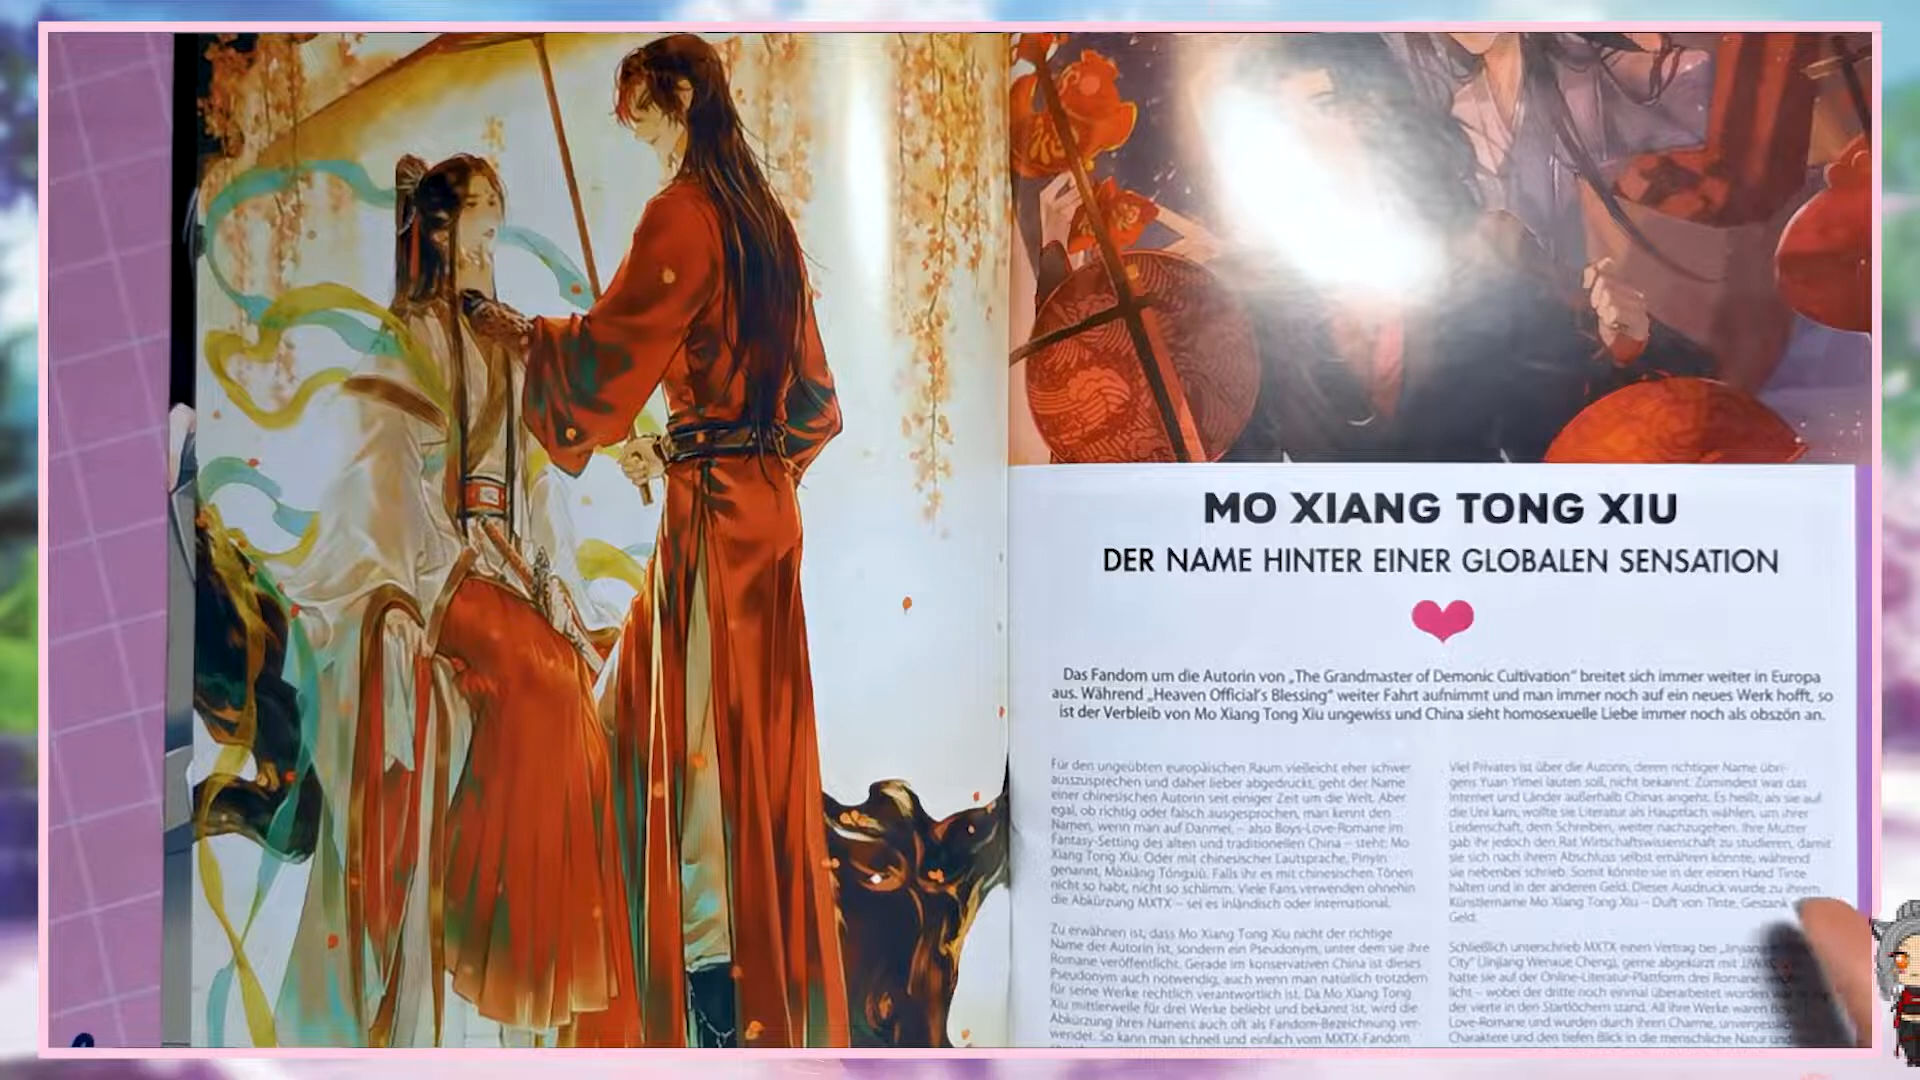 MO XIANG TONG XIU
DER NAME HINTER EINER GLOBALEN SENSATION
Das Fandom um die Autorin von „The Grandmaster of Demonic Cultivation“ breitet sich immer weiter in Europa
aus. Während „Heaven Official's Blessing“ weiter Fahrt aufnimmt und man immer noch auf ein neues Werk hofft, so
ist der Verbleib von Mo Xiang Tong Xiu ungewiss und China sieht homosexuelle Liebe immer noch als obszön an.
Für den ungeübten europäischen Raum vielleicht eher schwer
auszusprechen und daher lieber abgedruckt, geht der Name
einer chinesischen Autorin seit einiger Zeit um die Welt. Aber
egal, ob richtig oder falsch ausgesprochen, man kennt den
Namen, wenn man auf Danmei, – also Boys-Love-Romane im
Fantasy-Setting des alten und traditionellen China – steht: Mo
Xiang Tong Xiu. Oder mit chinesischer Lautsprache, Pinyin
genannt, Mòxiāng Tóngxiù. Falls ihr es mit chinesischen Tönen
nicht so habt, nicht so schlimm. Viele Fans verwenden ohnehin
die Abkürzung MXTX – sei es inländisch oder international.
Zu erwähnen ist, dass Mo Xiang Tong Xiu nicht der richtige
Name der Autorin ist, sondern ein Pseudonym, unter dem sie ihre
Romane veröffentlicht. Gerade im konservativen China ist dieses
Pseudonym auch notwendig, auch wenn man natürlich trotzdem
für seine Werke rechtlich verantwortlich ist. Da Mo Xiang Tong
Xiu mittlerweile für drei Werke beliebt und bekannt ist, wird die
Abkürzung ihres Namens auch oft als Fandom-Bezeichnung ver-
wendet. So kann man schnell und einfach vom MXTX-Fandom
Viel Privates ist über die Autorin, deren richtiger Name übri-
gens Yuan Yimei lauten soll, nicht bekannt. Zumindest was das
Internet und Länder außerhalb Chinas angeht. Es heißt, als sie auf
die Uni kam, wollte sie Literatur als Hauptfach wählen, um ihrer
Leidenschaft, dem Schreiben, weiter nachzugehen. Ihre Mutter
gab ihr jedoch den Rat Wirtschaftswissenschaft zu studieren, damit
sie sich nach ihrem Abschluss selbst ernähren könnte, während
sie nebenbei schrieb. Somit könnte sie in der einen Hand Tinte
halten und in der anderen Geld. Dieser Ausdruck wurde zu ihrem
Künstlername Mo Xiang Tong Xiu – Duft von Tinte, Gestank
Geld.
Schließlich unterschrieb MXTX einen Vertrag bei
City“ (Jinjiang Wenxue Cheng), gerne abgekürzt mit JJWXC
hatte sie auf der Online-Literatur-Plattform drei Romane
licht – wobei der dritte noch einmal überarbeitet worden
der vierte in den Startlöchern stand. All ihre Werke waren
Love-Romane und wurden durch ihren Charme,
Charaktere und den tiefen Blick in die menschliche Natur und